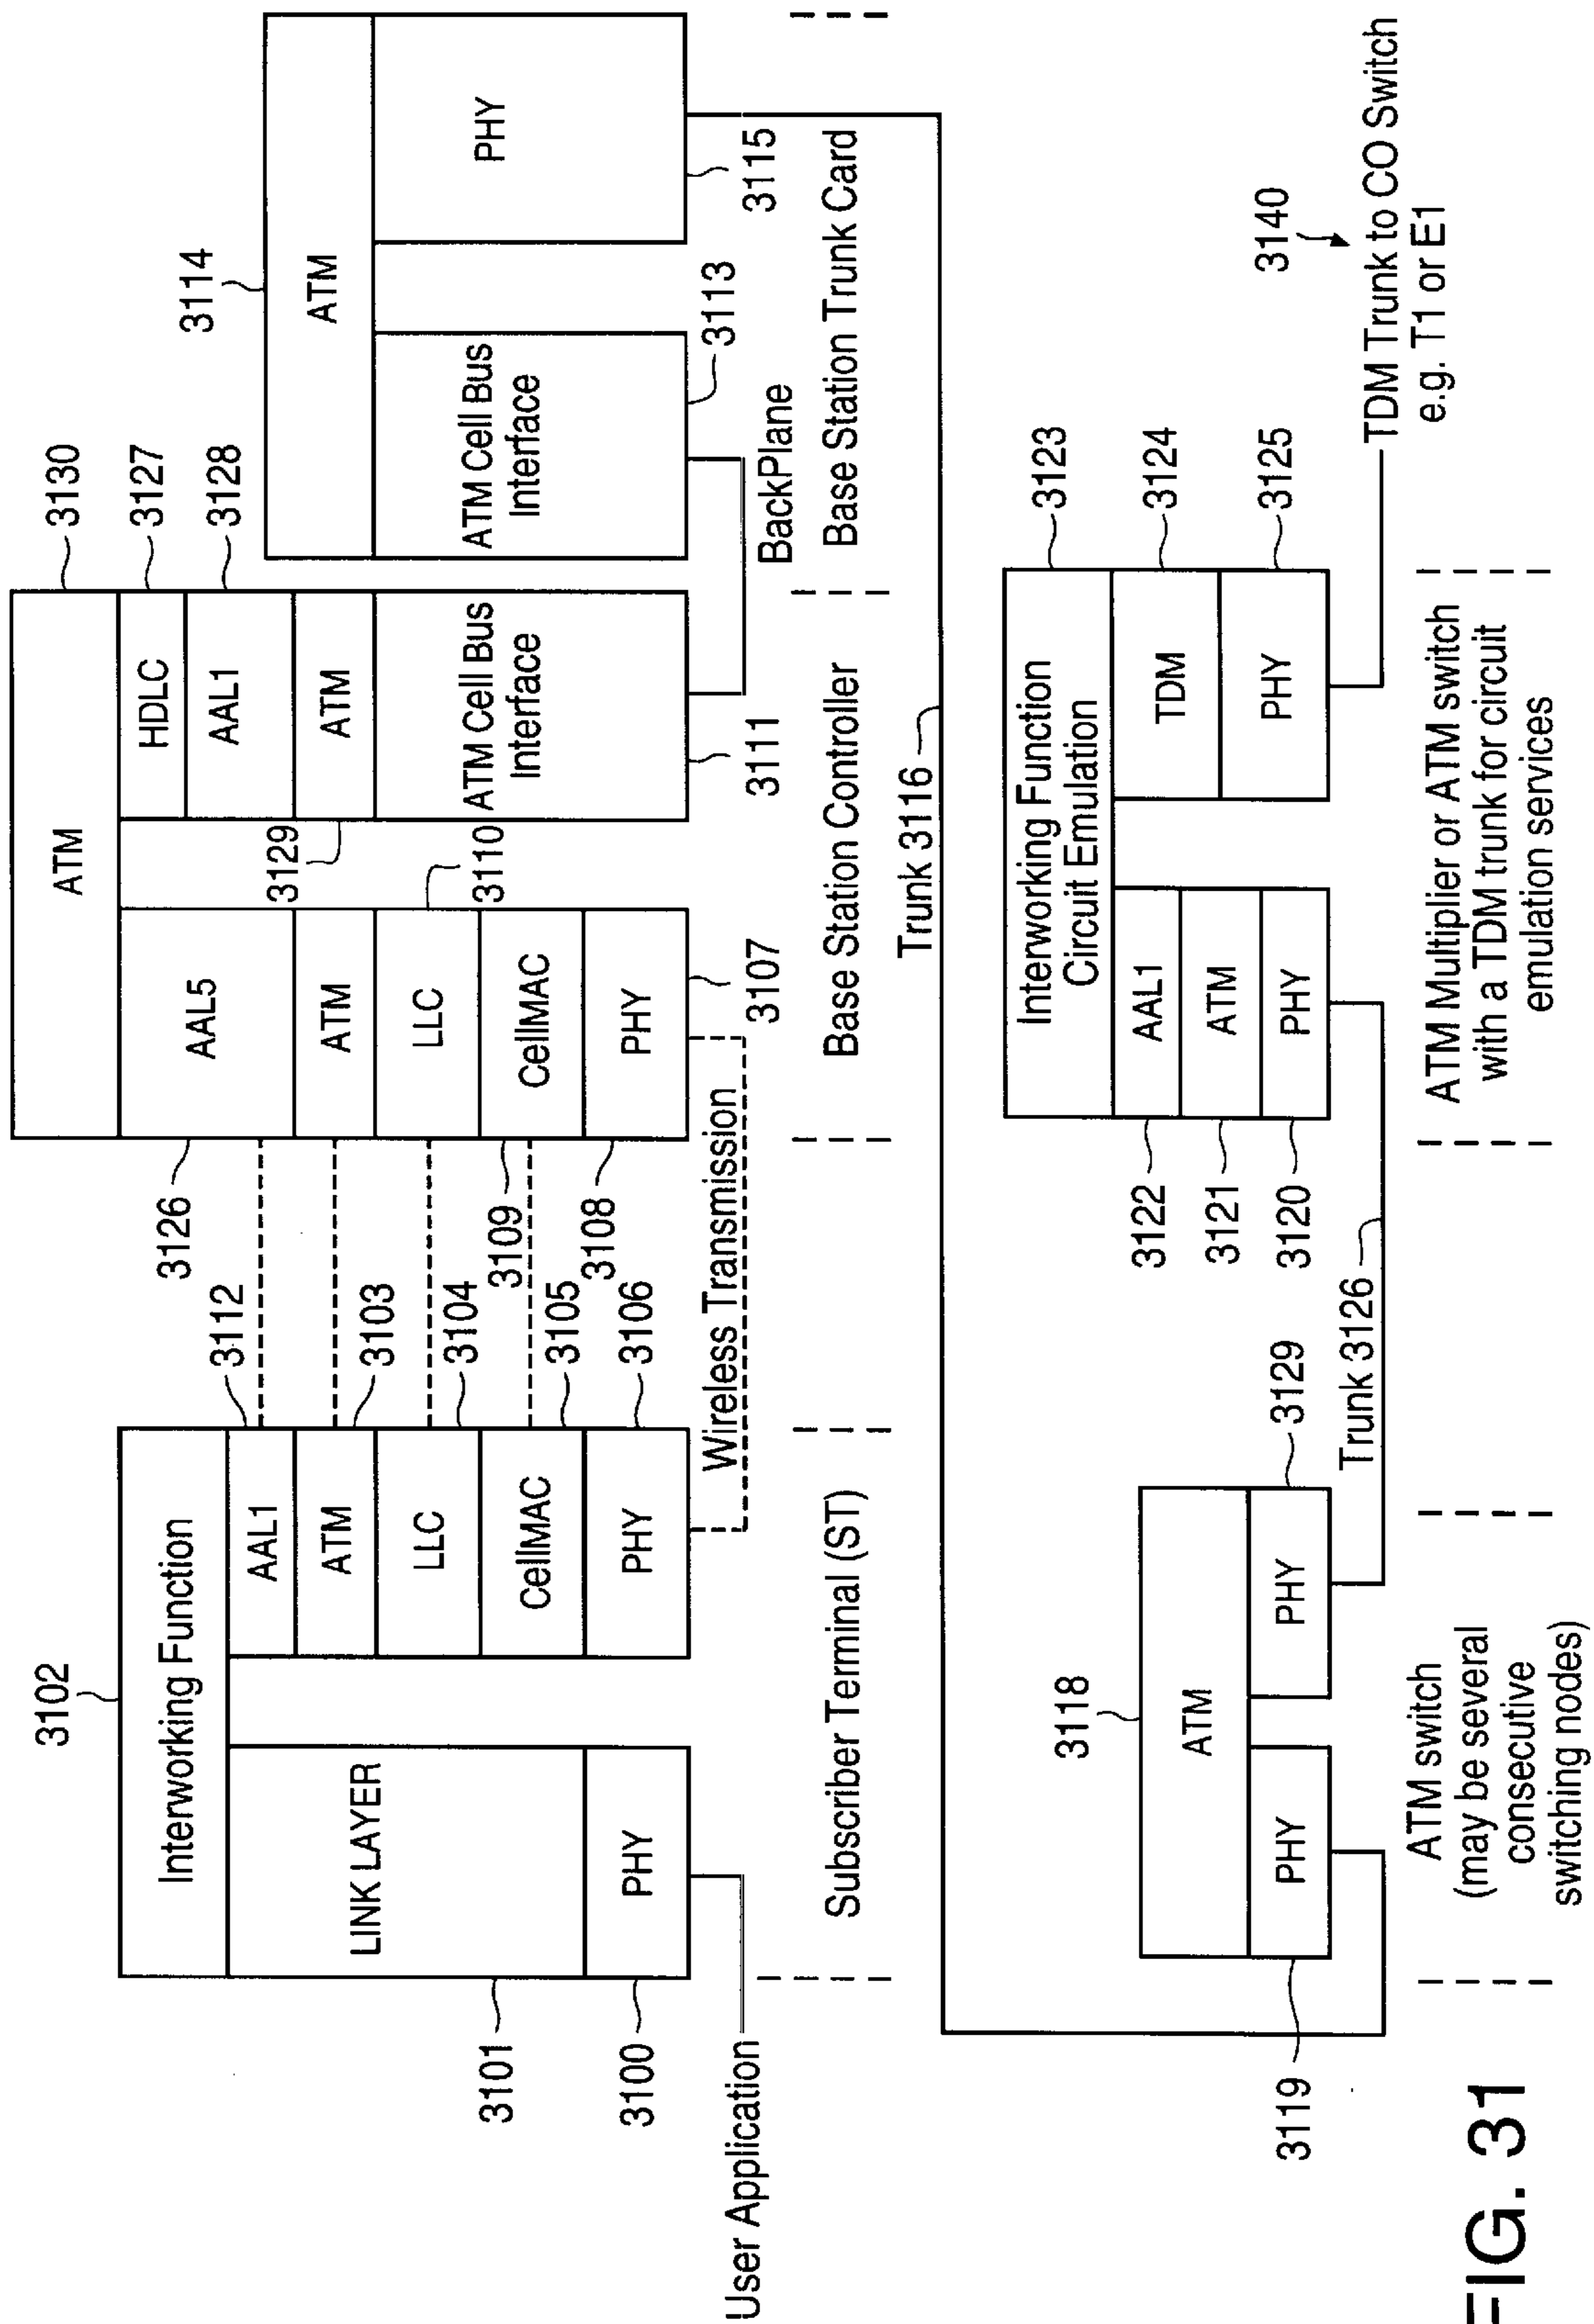 3102
Interworking Function
LINK LAYER
PHY
AAL1
ATM
LLC
CellMAC
PHY
3101
3100
User Application
3112
3103
3104
3105
3106
Wireless Transmission
Subscriber Terminal (ST)
ATM
AAL5
ATM
LLC
CellMAC
PHY
HDLC
AAL1
ATM
ATM Cell Bus
Interface
3126
3109
3108
3107
3110
3129
3111
3130
3127
3128
Base Station Controller
3114
ATM
ATM Cell Bus
Interface
PHY
3113
3115
BackPlane
Base Station Trunk Card
Trunk 3116
3118
ATM
PHY
PHY
3119
3129
Trunk 3126
ATM switch
(may be several
consecutive
switching nodes)
Interworking Function
Circuit Emulation
AAL1
ATM
PHY
TDM
PHY
3122
3121
3120
3123
3124
3125
ATM Multiplier or ATM switch
with a TDM trunk for circuit
emulation services
3140
TDM Trunk to CO Switch
e.g. T1 or E1
FIG. 31